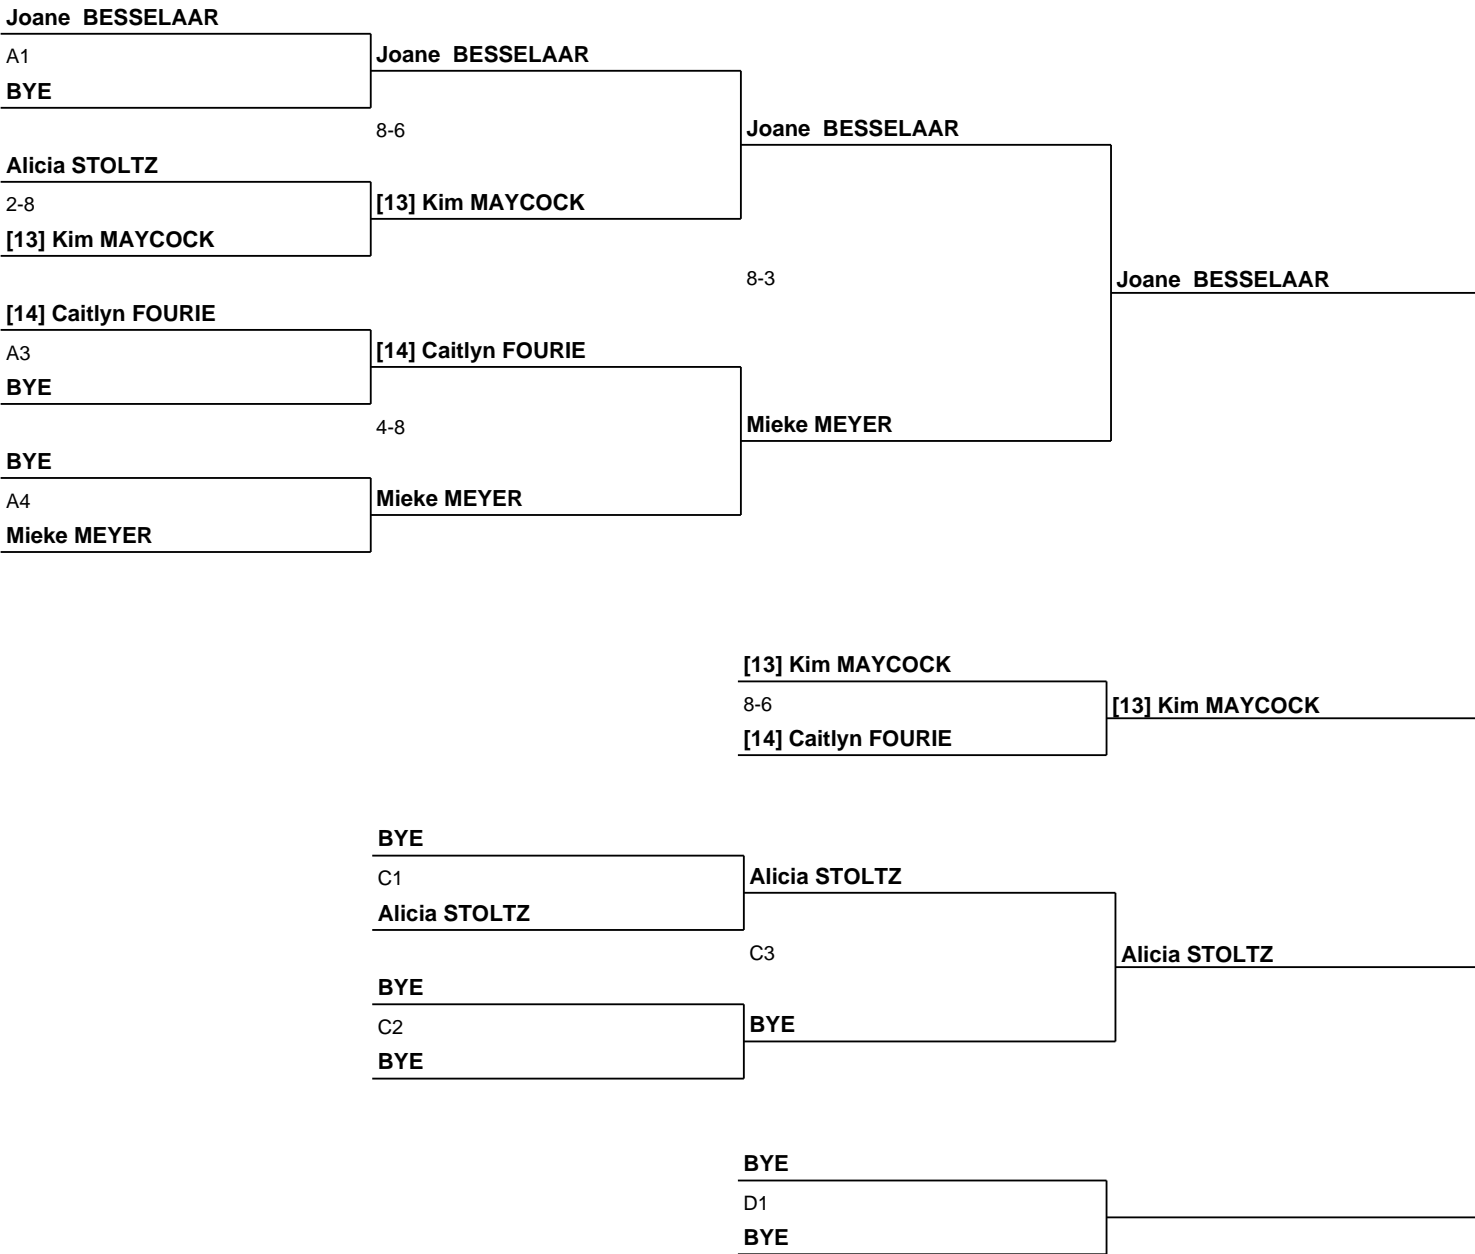 Joane  BESSELAAR
A1
Joane  BESSELAAR
BYE
8-6
Joane  BESSELAAR
Alicia STOLTZ
2-8
[13] Kim MAYCOCK
[13] Kim MAYCOCK
8-3
Joane  BESSELAAR
[14] Caitlyn FOURIE
A3
[14] Caitlyn FOURIE
BYE
4-8
Mieke MEYER
BYE
A4
Mieke MEYER
Mieke MEYER
[13] Kim MAYCOCK
8-6
[13] Kim MAYCOCK
[14] Caitlyn FOURIE
BYE
C1
Alicia STOLTZ
Alicia STOLTZ
C3
Alicia STOLTZ
BYE
C2
BYE
BYE
BYE
D1
BYE